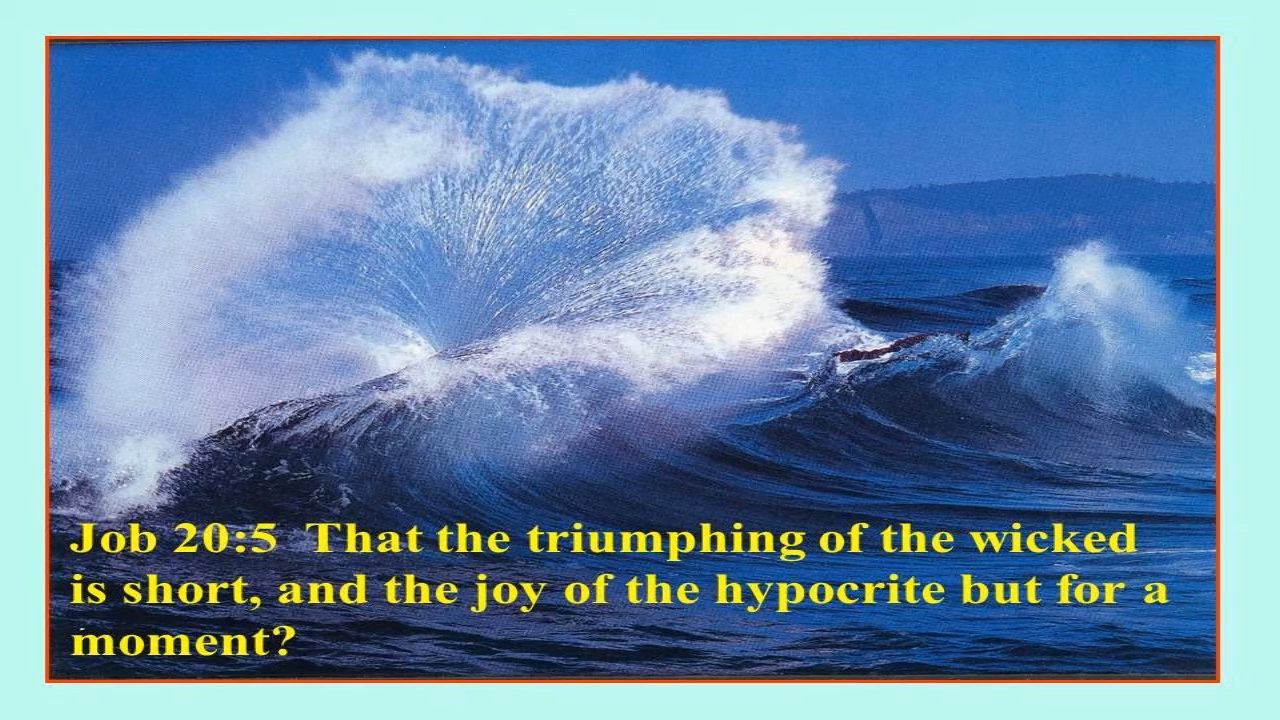 Job 20:5  That the triumphing of the wicked
is short, and the joy of the hypocrite but for a
moment?